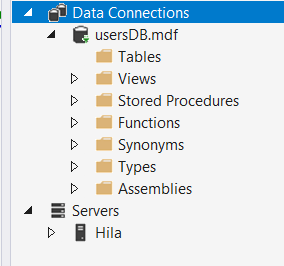 Data Connections
usersDB.mdf
Tables
Views
Stored Procedures
Functions
Synonyms
Types
Assemblies
Servers
Hila